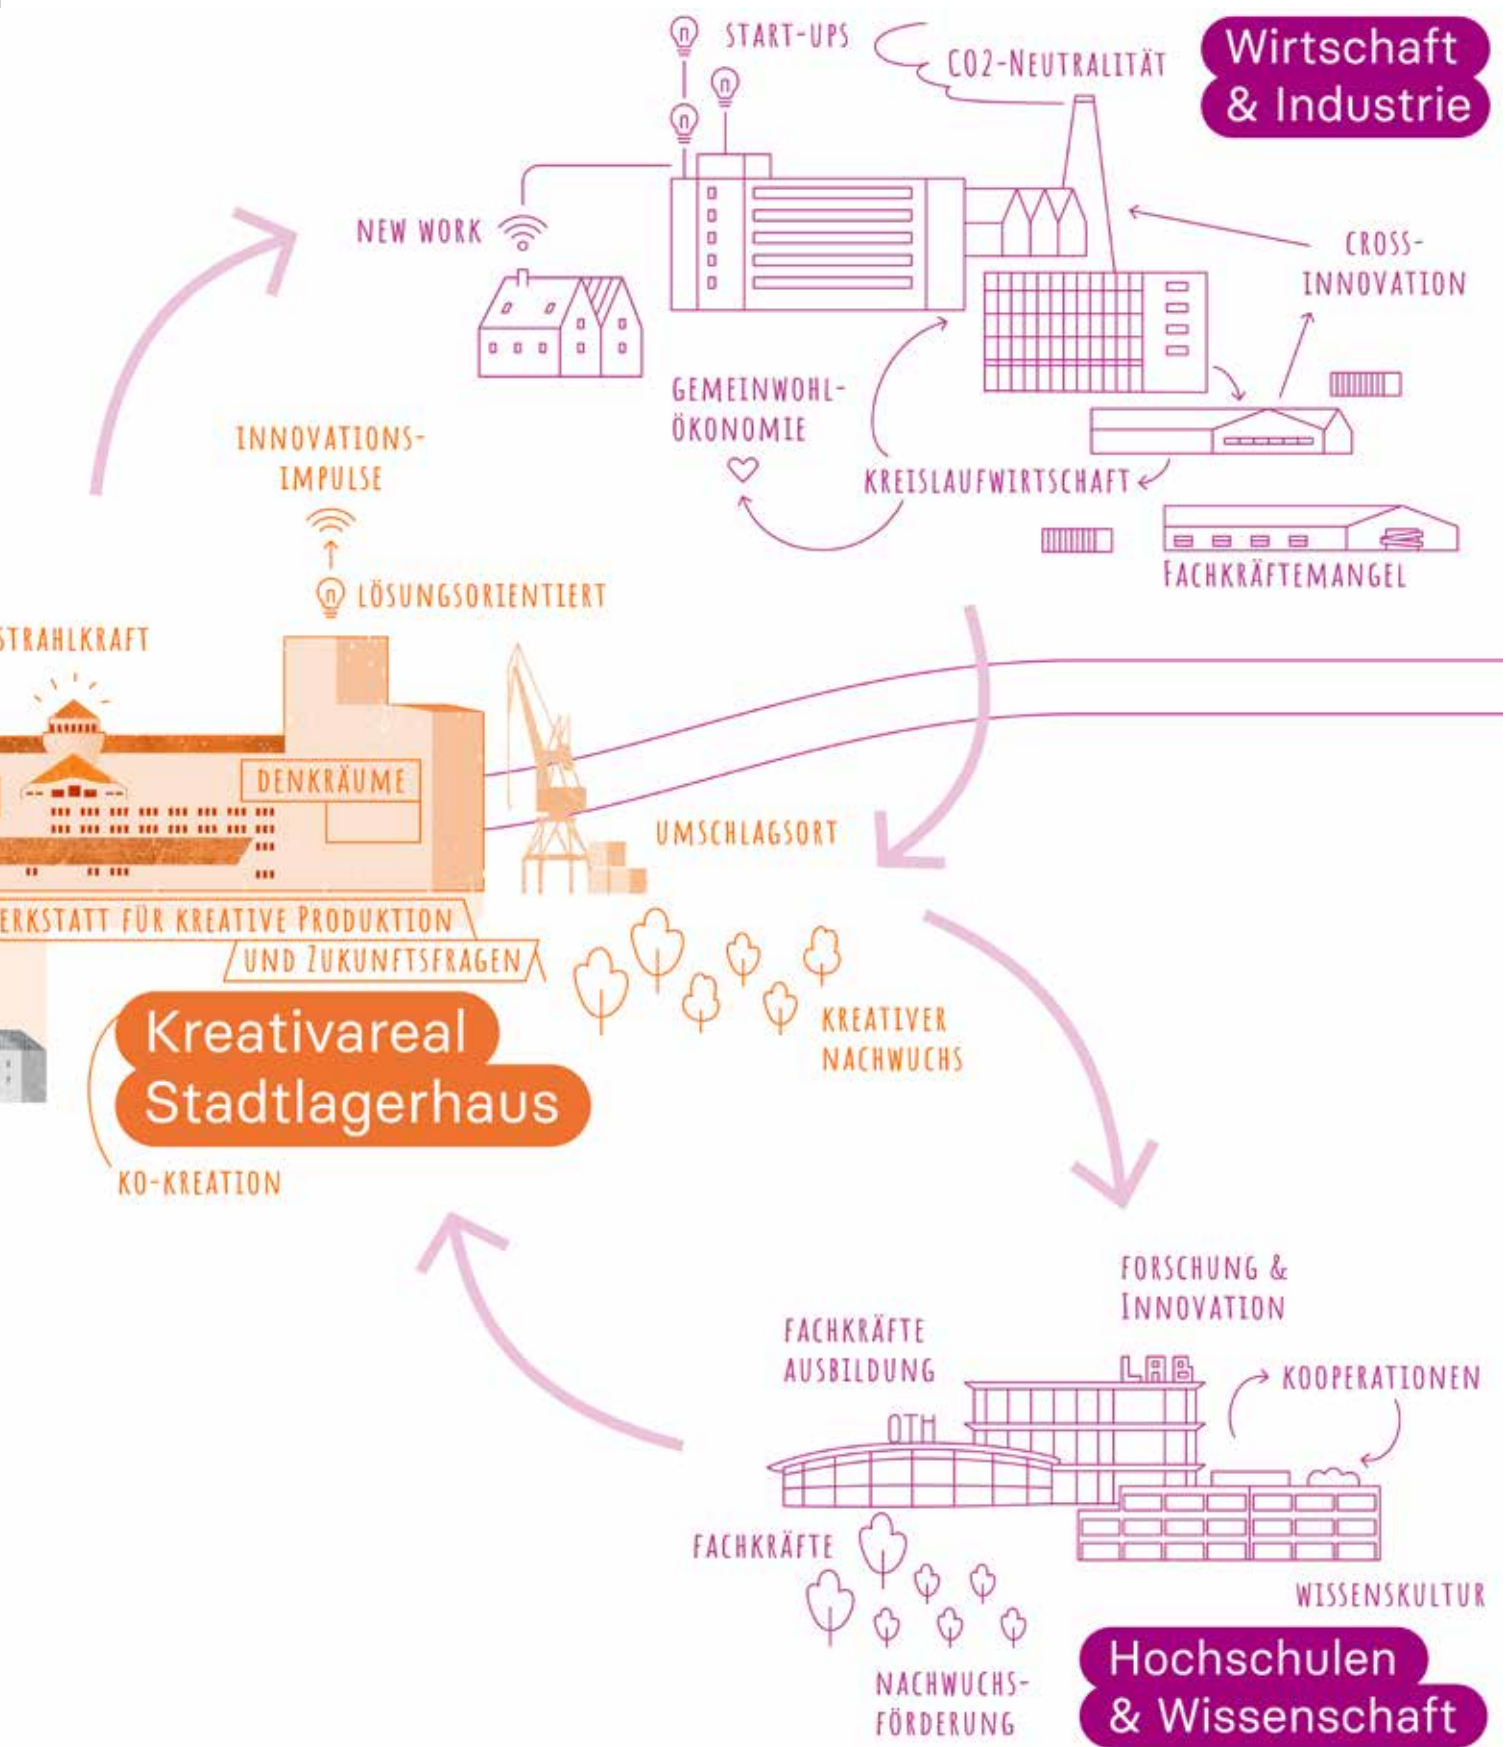 START-UPS
CO2-NEUTRALITÄT
Wirtschaft
& Industrie
NEW WORK
CROSS-
INNOVATION
GEMEINWOHL-
ÖKONOMIE
KREISLAUFWIRTSCHAFT
FACHKRÄFTEMANGEL
INNOVATIONS-
IMPULSE
LÖSUNGSORIENTIERT
STRAHLKRAFT
DENKRÄUME
UMSCHLAGSORT
ERKSTATT FÜR KREATIVE PRODUKTION
UND ZUKUNFTSFRAGEN
Kreativareal
Stadtlagerhaus
KREATIVER
NACHWUCHS
KO-KREATION
FORSCHUNG &
INNOVATION
FACHKRÄFTE
AUSBILDUNG
LAB
KOOPERATIONEN
OTH
FACHKRÄFTE
WISSENSKULTUR
NACHWUCHS-
FÖRDERUNG
Hochschulen
& Wissenschaft